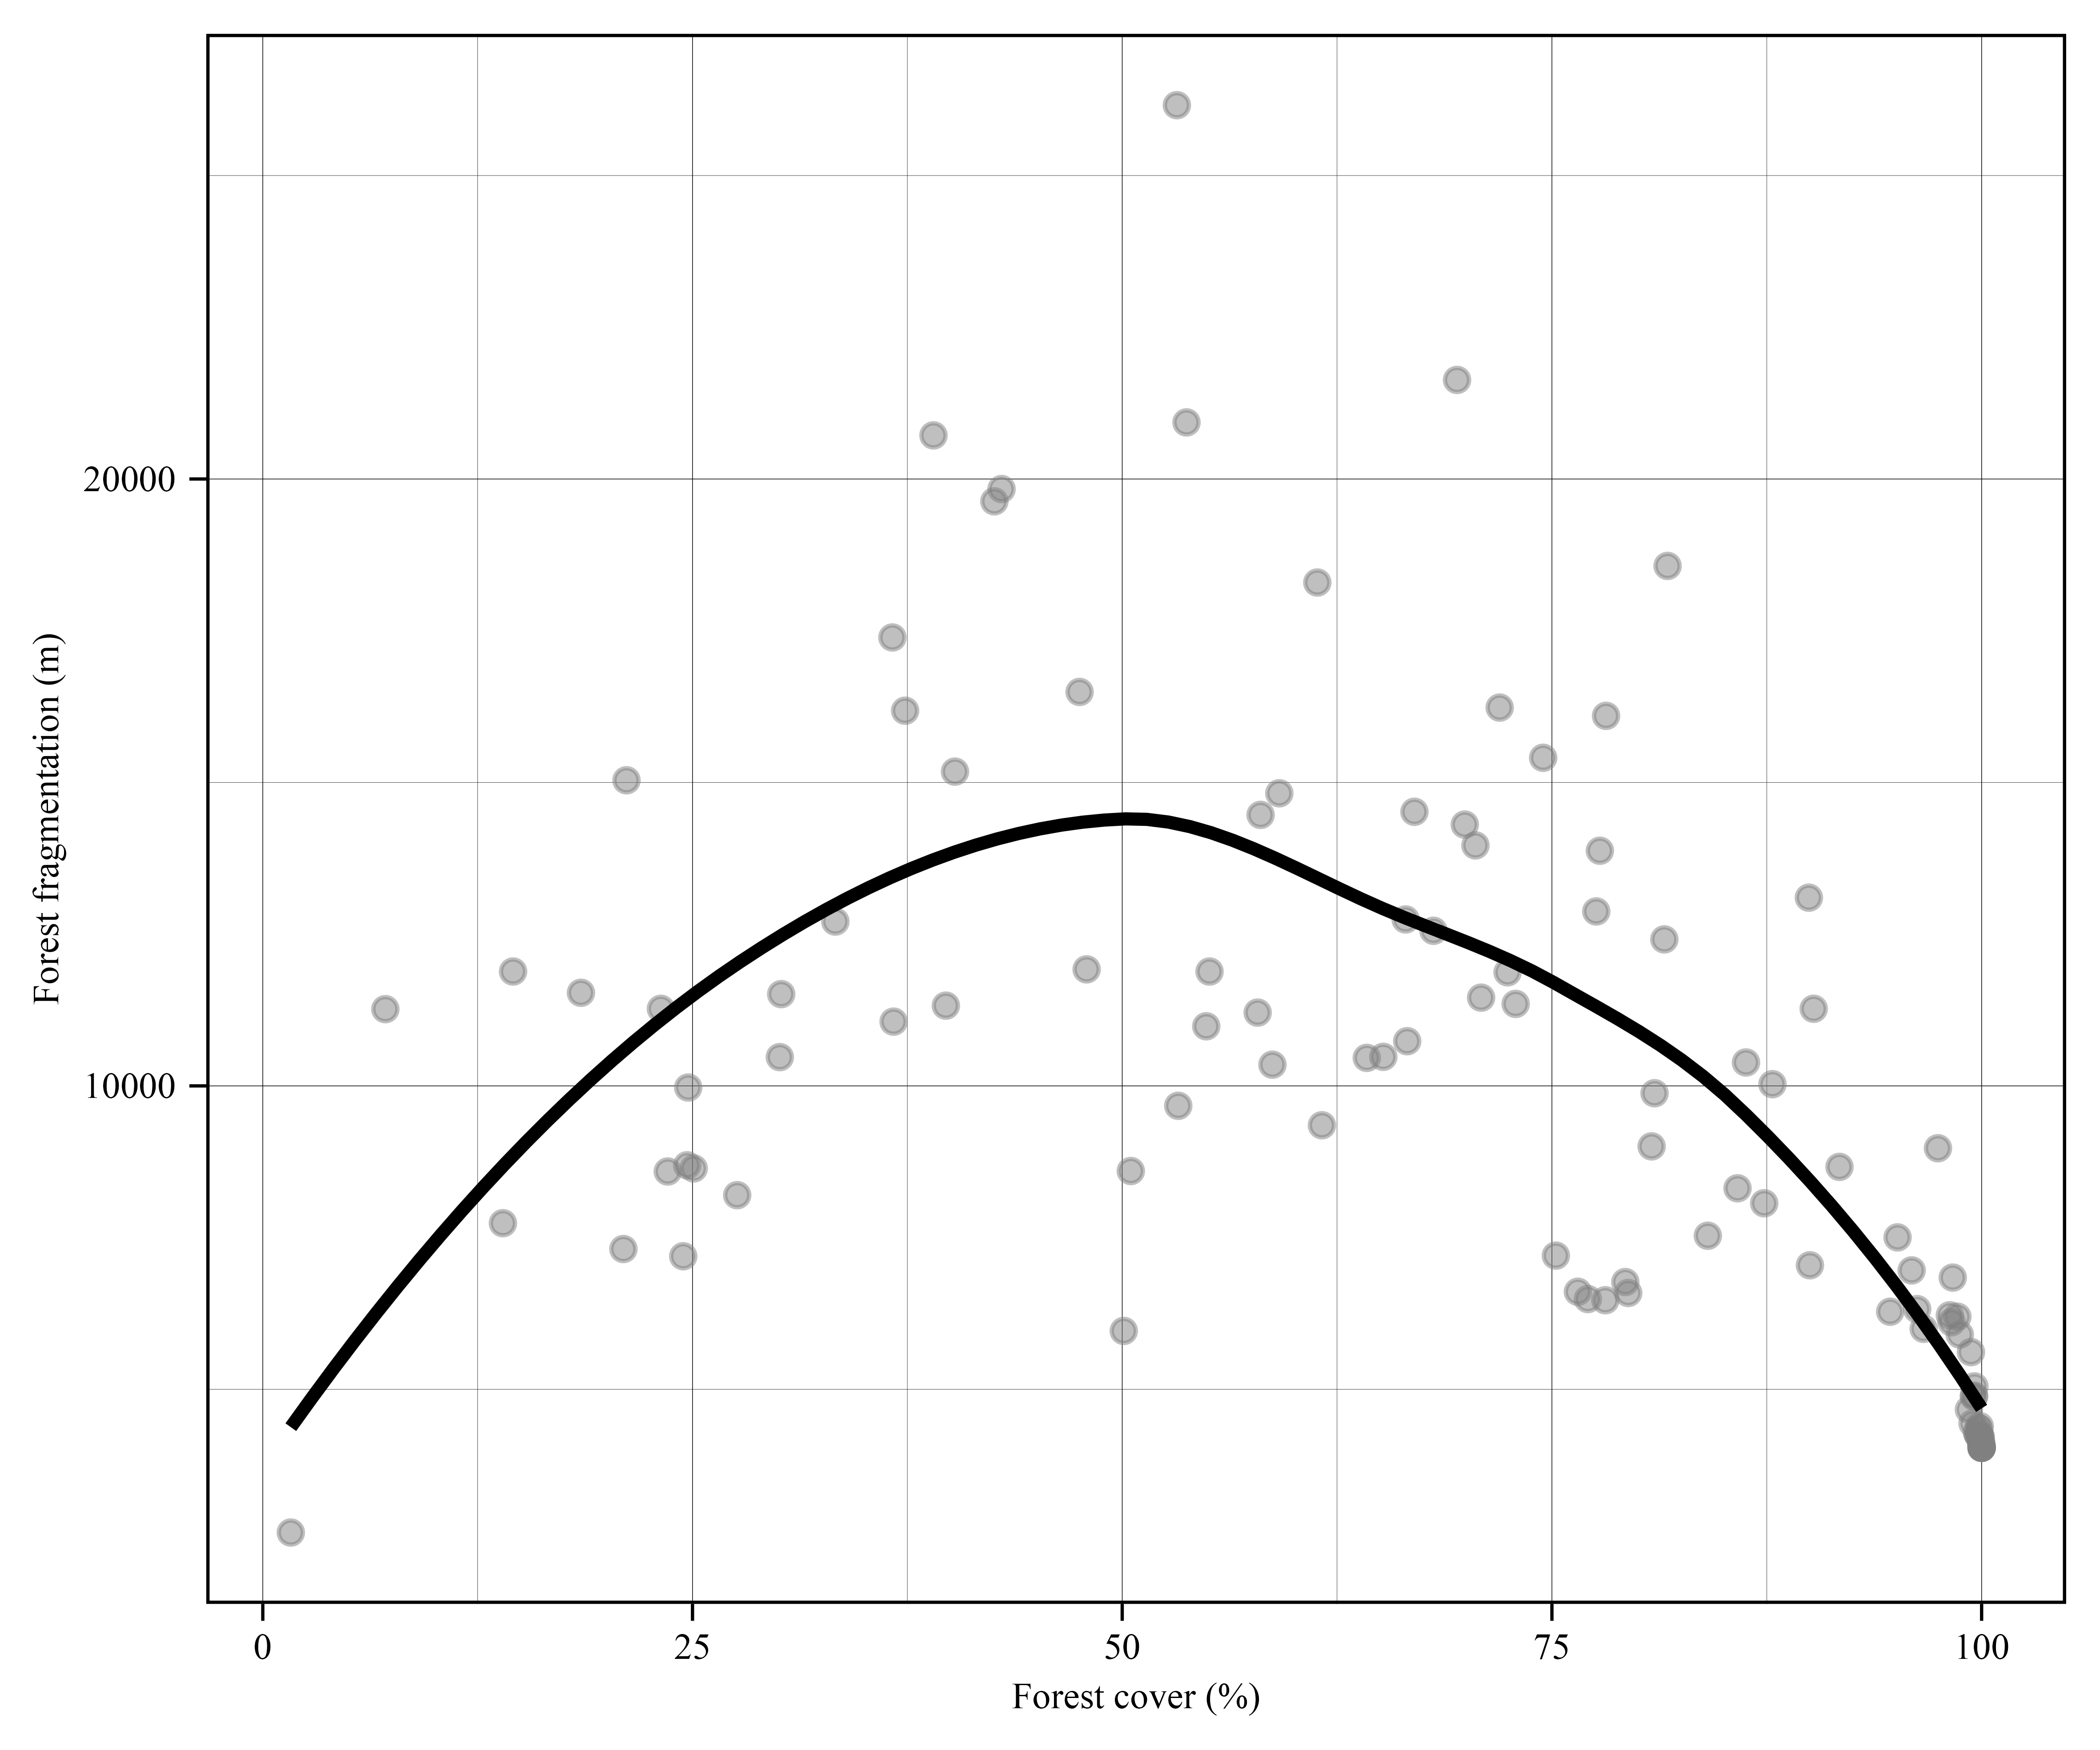 Forest fragmentation (m)
20000
10000
0 25 50 75 100
Forest cover (%)